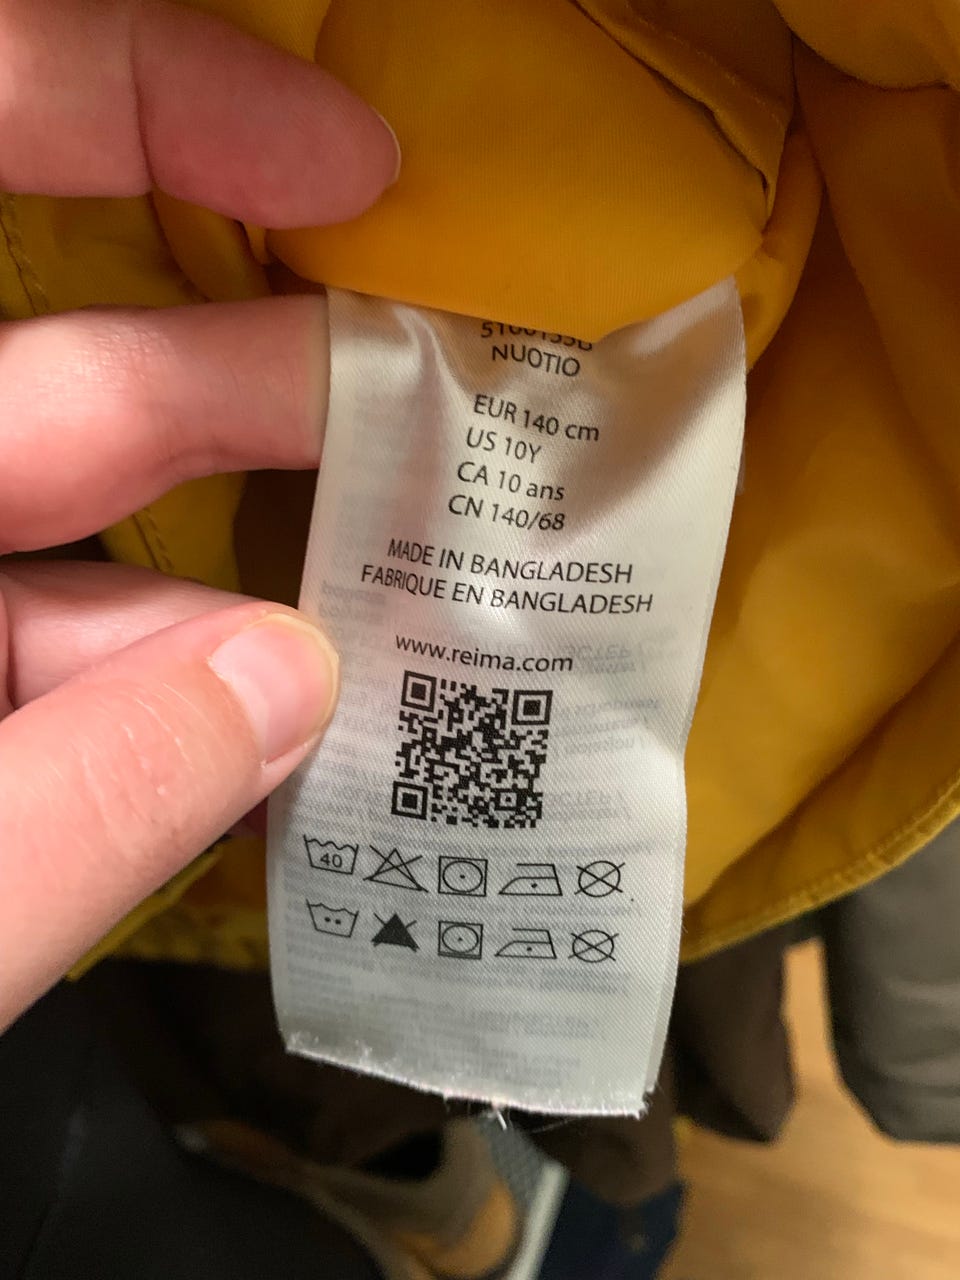 NUOTIO
EUR 140 cm
US 10Y
CA 10 ans
CN 140/68
MADE IN BANGLADESH
FABRIQUE EN BANGLADESH
www.reima.com
40